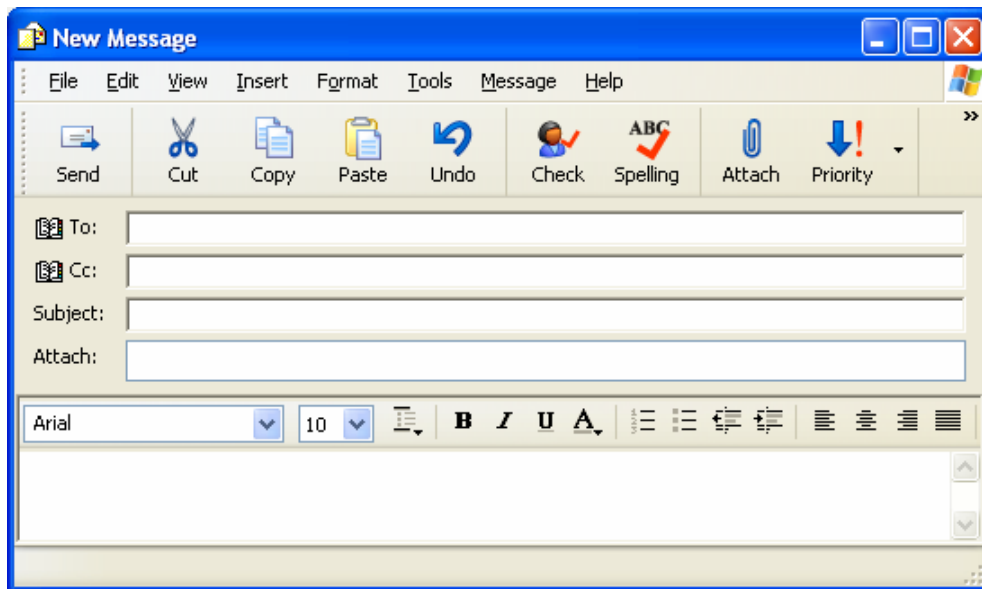 New Message
File Edit View Insert Format Tools Message Help
ABC
Send Cut Copy Paste Undo Check Spelling Attach Priority
To:
Cc:
Subject:
Attach:
Arial 10 B I U A